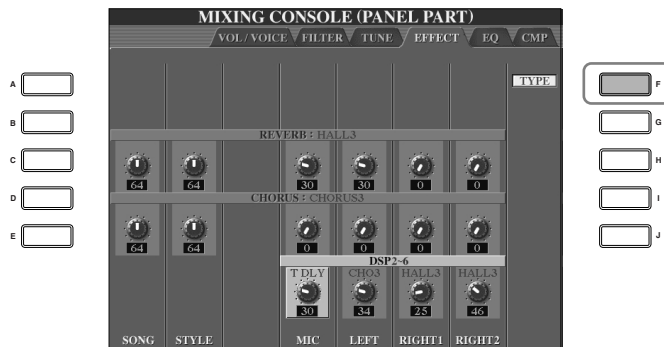 MIXING CONSOLE (PANEL PART)
VOL / VOICE FILTER TUNE EFFECT EQ CMP
A
TYPE
F
B
G
REVERB : HALL3
C
H
64 64 30 30 0 0
D
CHORUS : CHORUS3
I
E
J
64 64 0 0 0 0
DSP2~6
T DLY CHO3 HALL3 HALL3
30 34 25 46
SONG STYLE MIC LEFT RIGHT1 RIGHT2